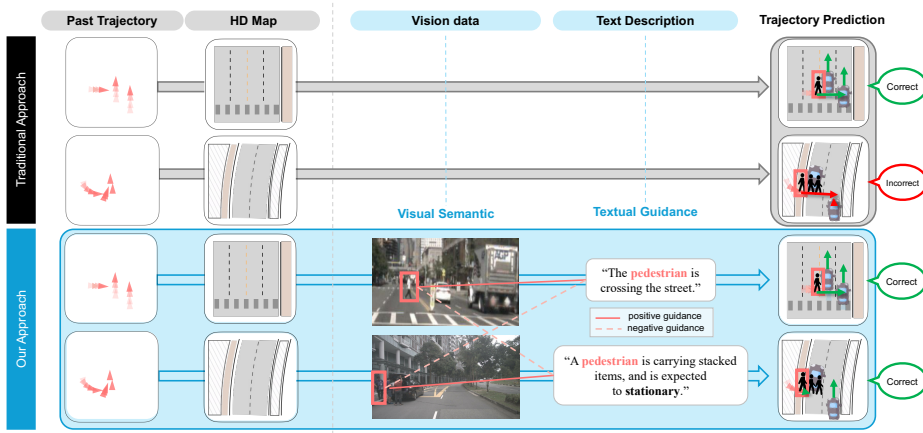 Past Trajectory
HD Map
Vision data
Text Description
Trajectory Prediction
Traditional Approach
Correct
Incorrect
Visual Semantic
Textual Guidance
Our Approach
“The pedestrian is
crossing the street.”
Correct
positive guidance
negative guidance
“A pedestrian is carrying stacked
items, and is expected
to stationary.”
Correct